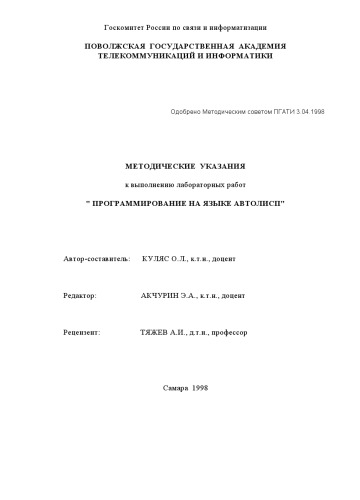 Госкомитет России по связи и информатизации
ПОВОЛЖСКАЯ ГОСУДАРСТВЕННАЯ АКАДЕМИЯ
ТЕЛЕКОММУНИКАЦИЙ И ИНФОРМАТИКИ
Одобрено Методическим советом ПГАТИ 3.04.1998
МЕТОДИЧЕСКИЕ УКАЗАНИЯ
к выполнению лабораторных работ
" ПРОГРАММИРОВАНИЕ НА ЯЗЫКЕ АВТОЛИСП"
Автор-составитель: КУЛЯС О.Л., к.т.н., доцент
Редактор: АКЧУРИН Э.А., к.т.н., доцент
Рецензент: ТЯЖЕВ А.И., д.т.н., профессор
Самара 1998